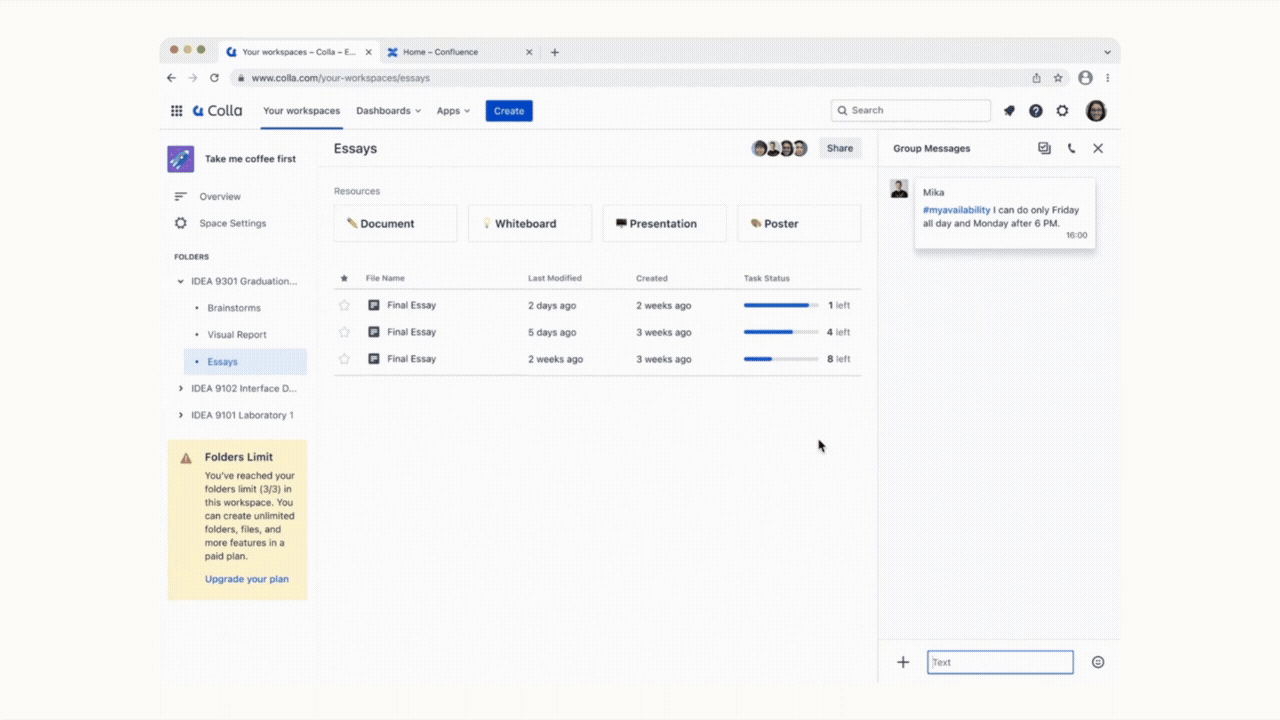 Your workspaces – Colla – E...
Home – Confluence
www.colla.com/your-workspaces/essays
Colla
Your workspaces
Dashboards
Apps
Create
Search
Take me coffee first
Overview
Space Settings
FOLDERS
IDEA 9301 Graduation...
Brainstorms
Visual Report
Essays
IDEA 9102 Interface D...
IDEA 9101 Laboratory 1
Folders Limit
You've reached your
folders limit (3/3) in
this workspace. You
can create unlimited
folders, files, and
more features in a
paid plan.
Upgrade your plan
Essays
Share
Resources
Document
Whiteboard
Presentation
Poster
File Name Last Modified Created Task Status
Final Essay 2 days ago 2 weeks ago 1 left
Final Essay 5 days ago 3 weeks ago 4 left
Final Essay 2 weeks ago 3 weeks ago 8 left
Group Messages
Mika
#myavailability I can do only Friday
all day and Monday after 6 PM.
16:00
Text